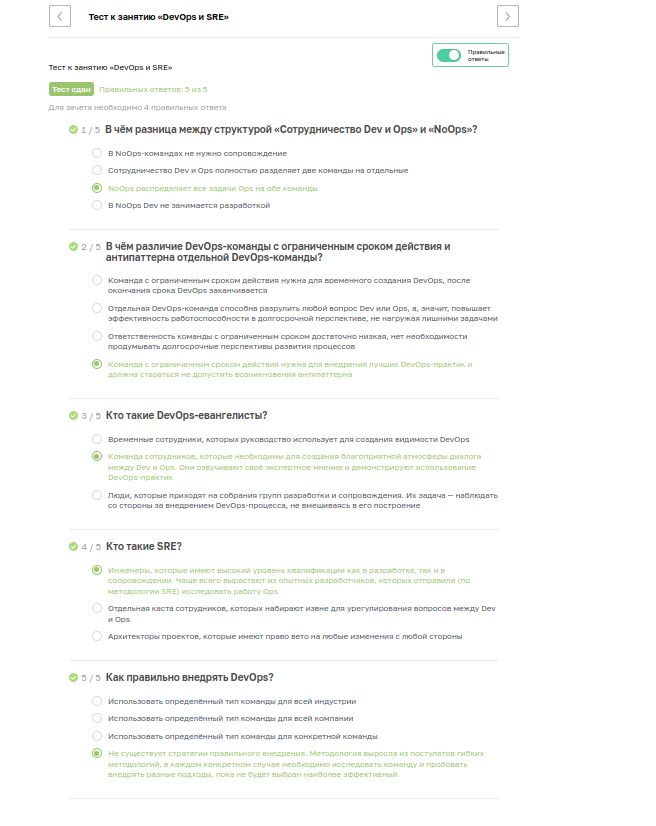 Тест к занятию «DevOps и SRE»
Правильные
ответы
Тест к занятию «DevOps и SRE»
Тест сдан Правильных ответов: 5 из 5
Для зачета необходимо 4 правильных ответа
1 / 5 В чём разница между структурой «Сотрудничество Dev и Ops» и «NoOps»?
В NoOps-командах не нужно сопровождение
Сотрудничество Dev и Ops полностью разделяет две команды на отдельные
NoOps распределяет все задачи Ops на обе команды
В NoOps Dev не занимается разработкой
2 / 5 В чём различие DevOps-команды с ограниченным сроком действия и
антипаттерна отдельной DevOps-команды?
Команда с ограниченным сроком действия нужна для временного создания DevOps, после
окончания срока DevOps заканчивается
Отдельная DevOps-команда способна разрулить любой вопрос Dev или Ops, а, значит, повышает
эффективность работоспособности в долгосрочной перспективе, не нагружая лишними задачами
Ответственность команды с ограниченным сроком достаточно низкая, нет необходимости
продумывать долгосрочные перспективы развития процессов
Команда с ограниченным сроком действия нужна для внедрения лучших DevOps-практик и
должна стараться не допустить возникновения антипаттерна
3 / 5 Кто такие DevOps-евангелисты?
Временные сотрудники, которых руководство использует для создания видимости DevOps
Команда сотрудников, которые необходимы для создания благоприятной атмосферы диалога
между Dev и Ops. Они озвучивают своё экспертное мнение и демонстрируют использование
DevOps-практик
Люди, которые приходят на собрания групп разработки и сопровождения. Их задача — наблюдать
со стороны за внедрением DevOps-процесса, не вмешиваясь в его построение
4 / 5 Кто такие SRE?
Инженеры, которые имеют высокий уровень квалификации как в разработке, так и в
сопровождении. Чаще всего вырастают из опытных разработчиков, которых отправили (по
методологии SRE) исследовать работу Ops
Отдельная каста сотрудников, которых набирают извне для урегулирования вопросов между Dev
и Ops
Архитекторы проектов, которые имеют право вето на любые изменения с любой стороны
5 / 5 Как правильно внедрять DevOps?
Использовать определённый тип команды для всей индустрии
Использовать определённый тип команды для всей компании
Использовать определённый тип команды для конкретной команды
Не существует стратегии правильного внедрения. Методология выросла из постулатов гибких
методологий, в каждом конкретном случае необходимо исследовать команду и пробовать
внедрять разные подходы, пока не будет выбран наиболее эффективный